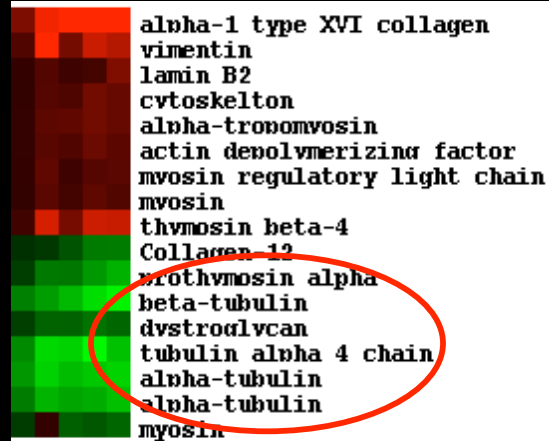 alpha-1 type XVI collagen
vimentin
lamin B2
cytoskelton
alpha-tropomyosin
actin depolymerizing factor
myosin regulatory light chain
myosin
thymosin beta-4
Collagen-12
prothymosin alpha
beta-tubulin
dystroglycan
tubulin alpha 4 chain
alpha-tubulin
alpha-tubulin
myosin